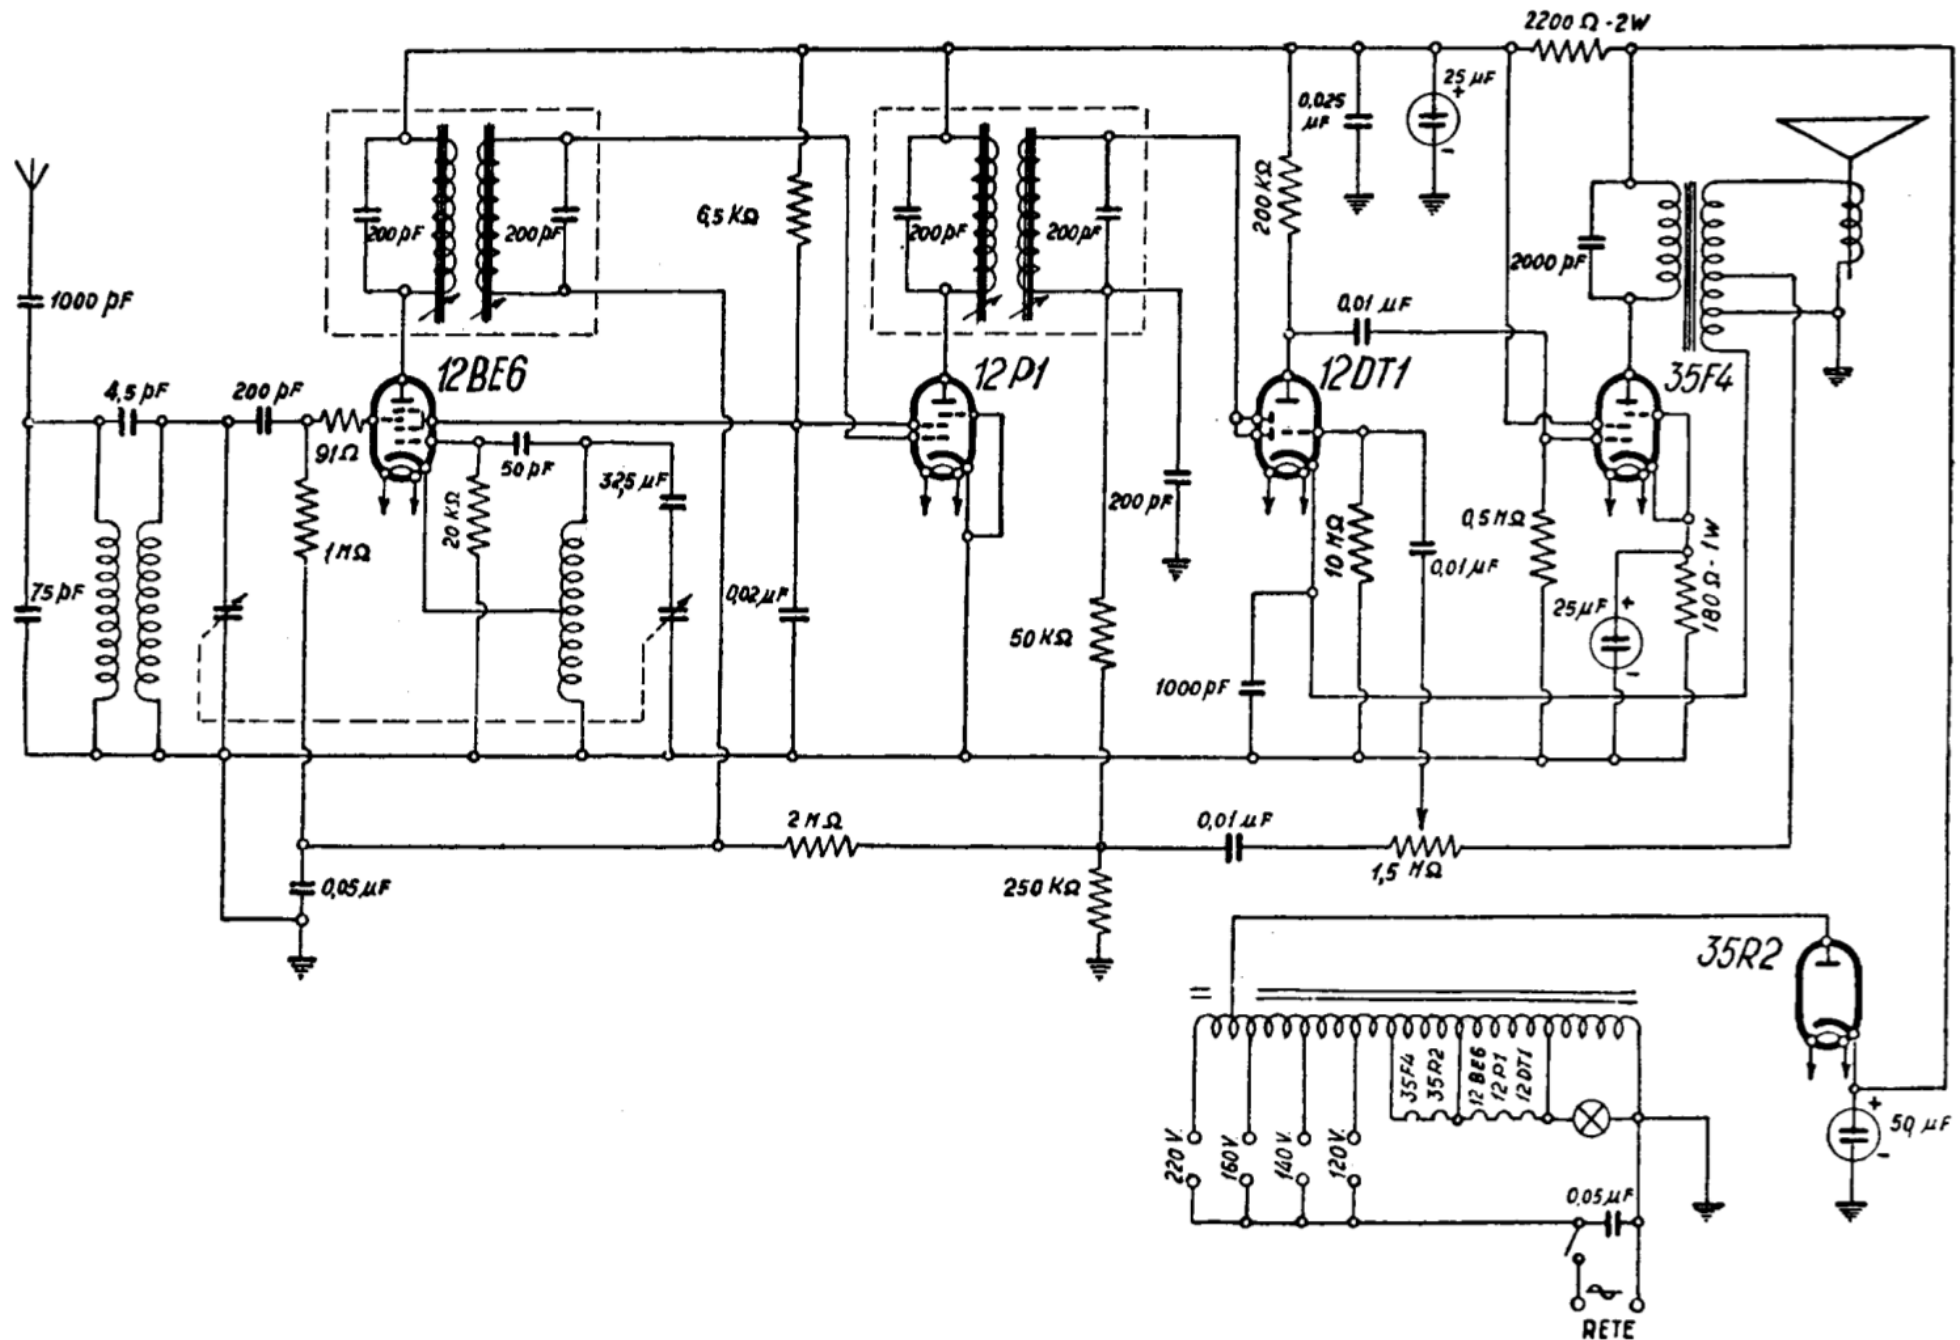 2200 Ω - 2W
25 µF
+
-
0,025 µF
200 KΩ
6,5 KΩ
200 pF
200 pF
200 pF
200 pF
2000 pF
1000 pF
0,01 µF
12BE6
12P1
12DT1
35F4
4,5 pF
200 pF
91 Ω
50 pF
32,5 µF
20 KΩ
1 MΩ
200 pF
10 MΩ
0,01 µF
0,5 MΩ
180 Ω - 1W
25 µF
+
-
75 pF
0,02 µF
50 KΩ
1000 pF
2 MΩ
0,01 µF
1,5 MΩ
0,05 µF
250 KΩ
35R2
35F4
35R2
12BE6
12P1
12DT1
220 V.
160 V.
140 V.
120 V.
+
50 µF
-
0,05 µF
RETE